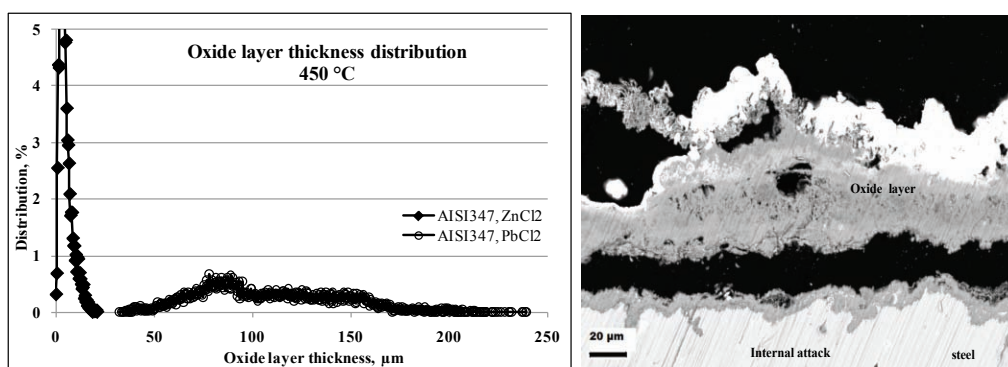 Oxide layer thickness distribution
450 °C
5
4
3
2
1
0
Distribution, %
AISI347, ZnCl2
AISI347, PbCl2
0 50 100 150 200 250
Oxide layer thickness, µm
Oxide layer
20 µm
Internal attack
steel